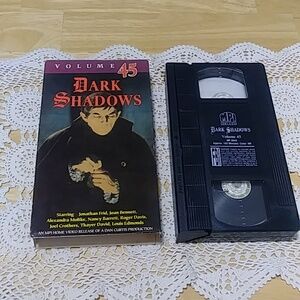 VOLUME 45
DARK
SHADOWS
Starring Jonathan Frid, Joan Bennett,
Alexandra Moltke, Nancy Barrett, Roger Davis,
Joel Crothers, Thayer David, Louis Edmonds
AN MPI HOME VIDEO RELEASE OF A DAN CURTIS PRODUCTION
MPI
DARK SHADOWS
Volume 45